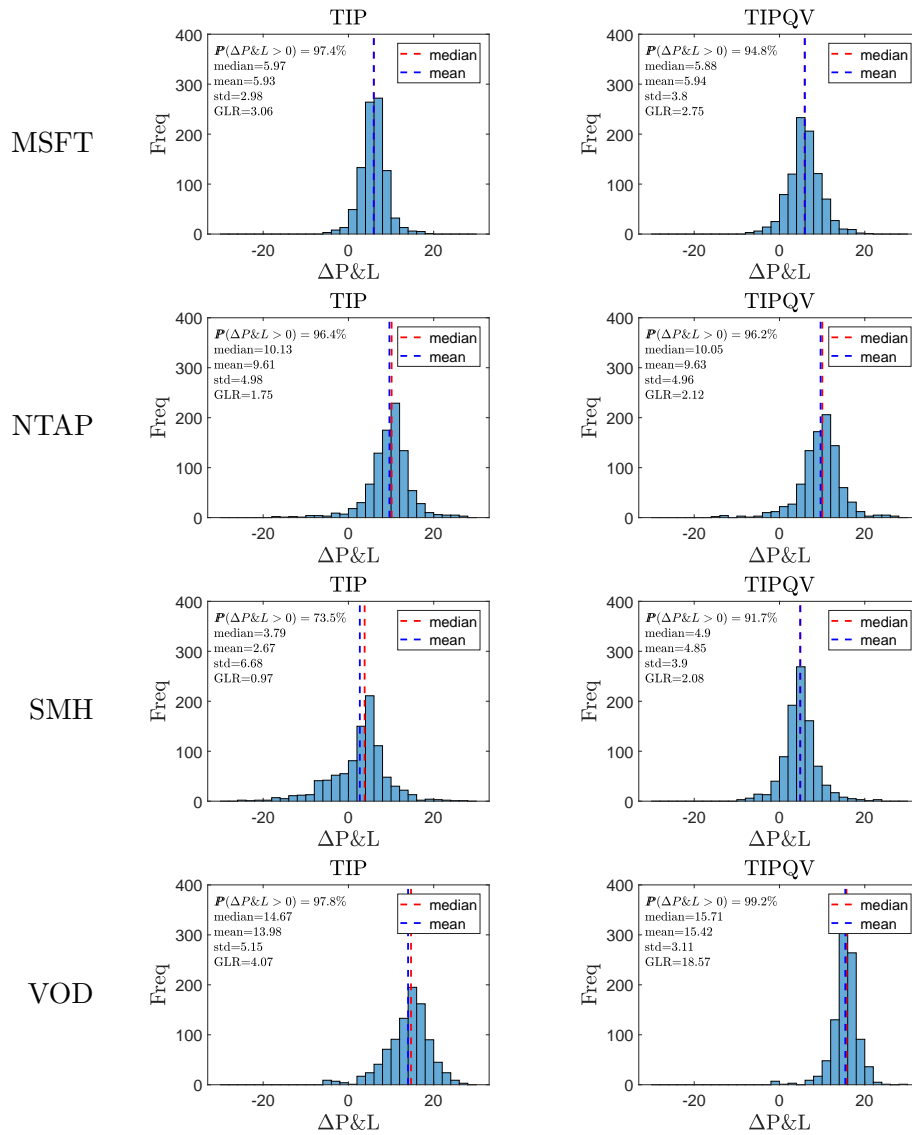 TIP
TIPQV
MSFT
400
300
200
100
0
Freq
P(ΔP&L > 0) = 97.4%
median=5.97
mean=5.93
std=2.98
GLR=3.06
median
mean
-20
0
20
ΔP&L
400
300
200
100
0
Freq
P(ΔP&L > 0) = 94.8%
median=5.88
mean=5.94
std=3.8
GLR=2.75
median
mean
-20
0
20
ΔP&L
TIP
TIPQV
NTAP
400
300
200
100
0
Freq
P(ΔP&L > 0) = 96.4%
median=10.13
mean=9.61
std=4.98
GLR=1.75
median
mean
-20
0
20
ΔP&L
400
300
200
100
0
Freq
P(ΔP&L > 0) = 96.2%
median=10.05
mean=9.63
std=4.96
GLR=2.12
median
mean
-20
0
20
ΔP&L
TIP
TIPQV
SMH
400
300
200
100
0
Freq
P(ΔP&L > 0) = 73.5%
median=3.79
mean=2.67
std=6.68
GLR=0.97
median
mean
-20
0
20
ΔP&L
400
300
200
100
0
Freq
P(ΔP&L > 0) = 91.7%
median=4.9
mean=4.85
std=3.9
GLR=2.08
median
mean
-20
0
20
ΔP&L
TIP
TIPQV
VOD
400
300
200
100
0
Freq
P(ΔP&L > 0) = 97.8%
median=14.67
mean=13.98
std=5.15
GLR=4.07
median
mean
-20
0
20
ΔP&L
400
300
200
100
0
Freq
P(ΔP&L > 0) = 99.2%
median=15.71
mean=15.42
std=3.11
GLR=18.57
median
mean
-20
0
20
ΔP&L